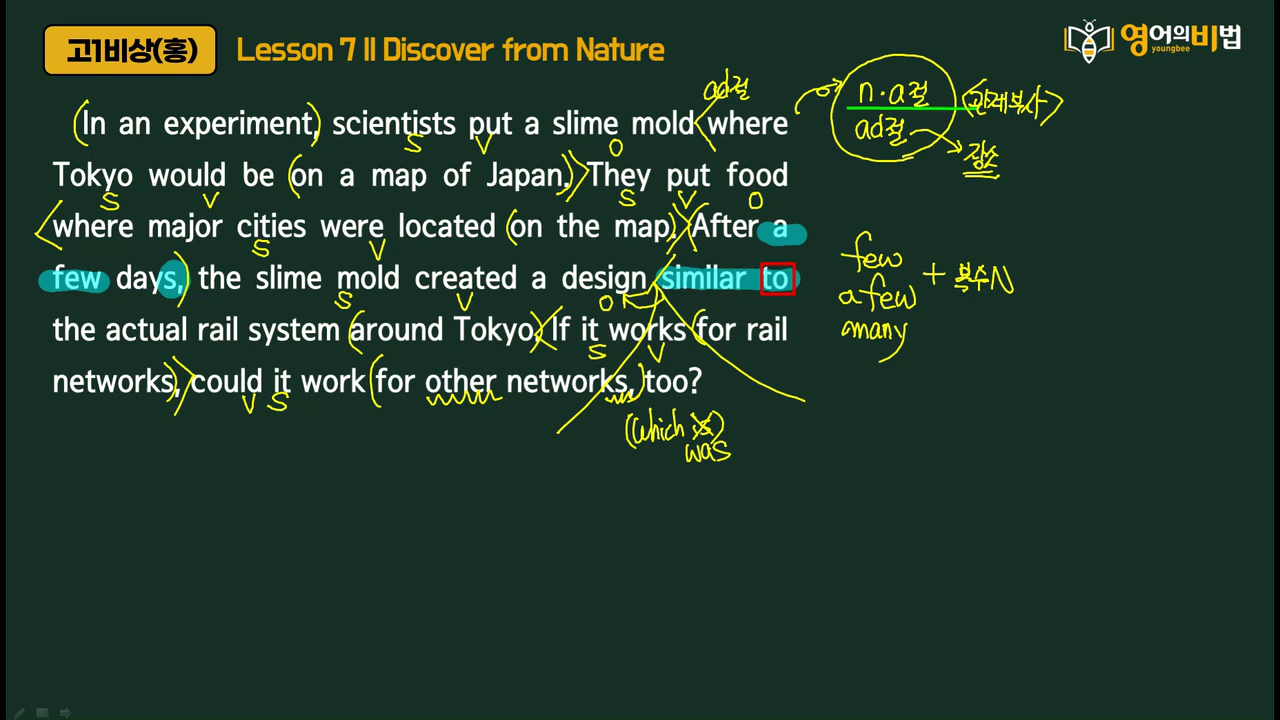 고1비상(홍) Lesson 7 II Discover from Nature
영어의비법
youngbee
In an experiment, scientists put a slime mold where
Tokyo would be on a map of Japan. They put food
where major cities were located on the map. After a
few days, the slime mold created a design similar to
the actual rail system around Tokyo. If it works for rail
networks, could it work for other networks, too?
ad절
S V O
S V S V O
S V
S V O
S V
V S
(which is)
was
n·a절 <관계부사>
ad절
장소
few
a few + 복수N
many